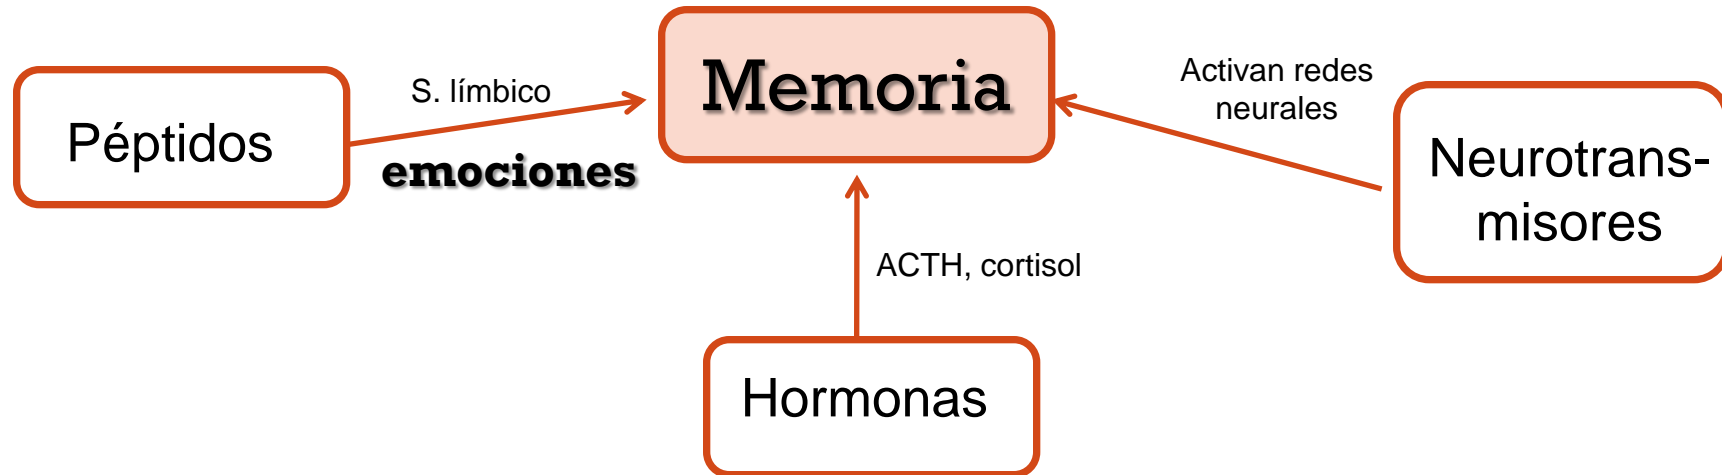 Memoria
S. límbico
Péptidos
emociones
Activan redes
neurales
Neurotrans-
misores
ACTH, cortisol
Hormonas